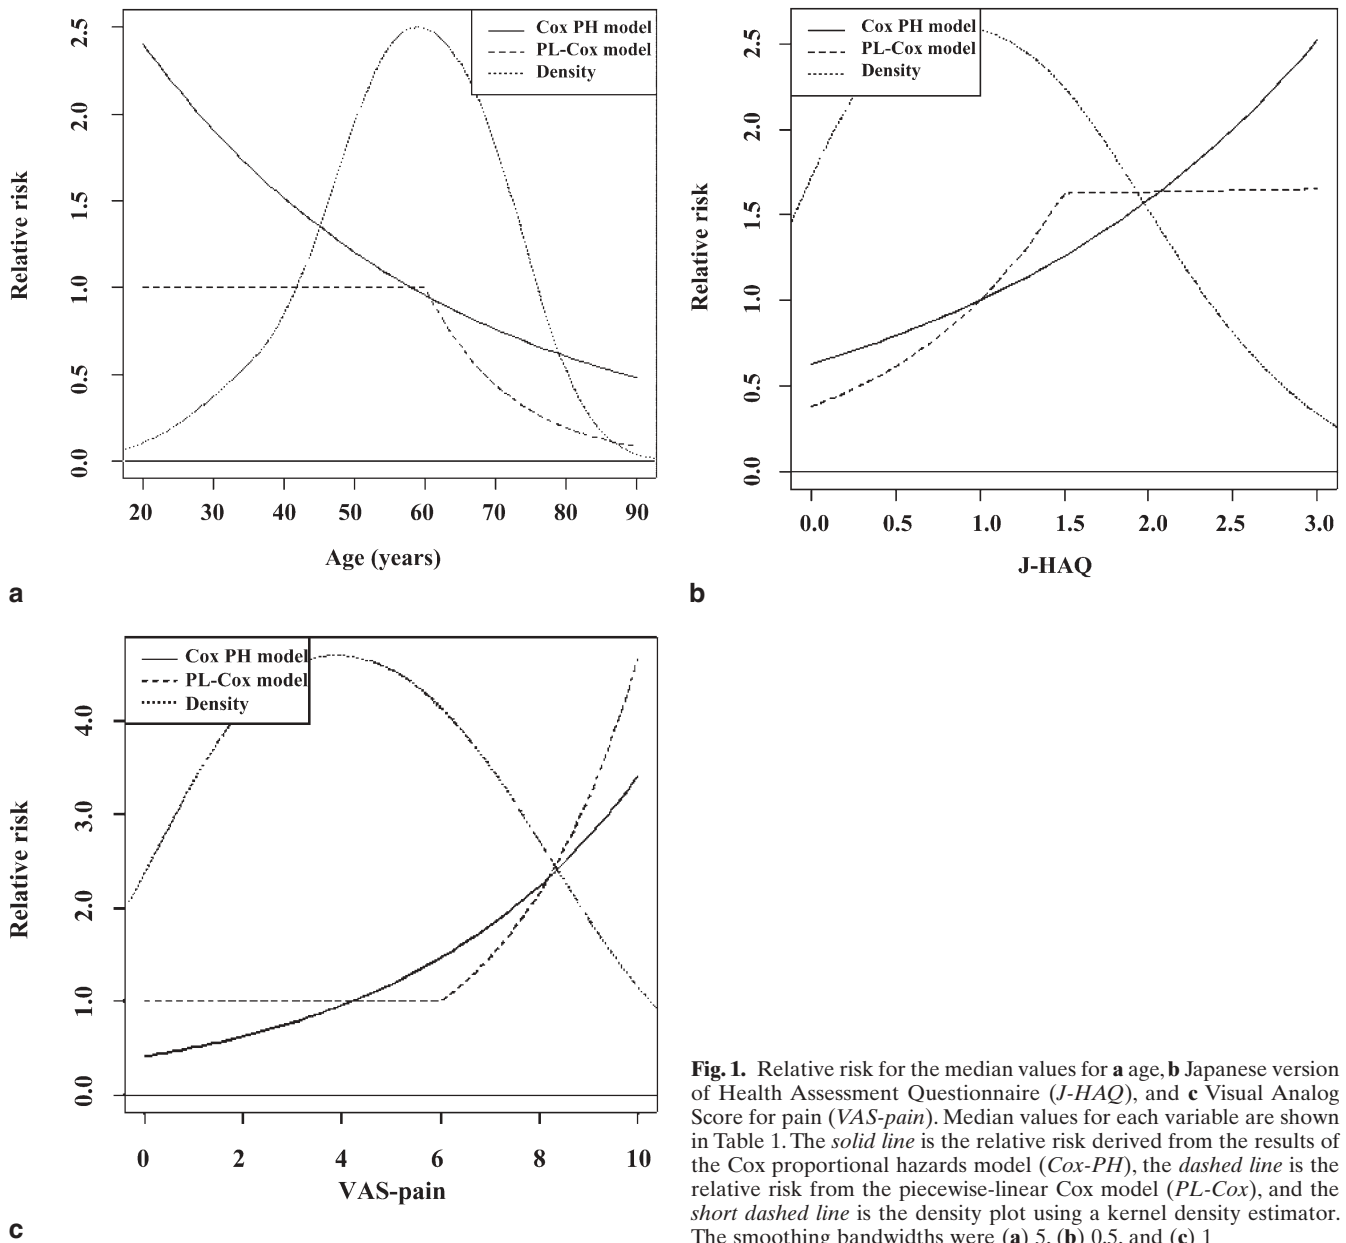 Cox PH model
PL-Cox model
Density
Relative risk
2.5
2.0
1.5
1.0
0.5
0.0
20 30 40 50 60 70 80 90
Age (years)
a
Cox PH model
PL-Cox model
Density
Relative risk
2.5
2.0
1.5
1.0
0.5
0.0
0.0 0.5 1.0 1.5 2.0 2.5 3.0
J-HAQ
b
Cox PH model
PL-Cox model
Density
Relative risk
4.0
3.0
2.0
1.0
0.0
0 2 4 6 8 10
VAS-pain
c
Fig. 1. Relative risk for the median values for a age, b Japanese version
of Health Assessment Questionnaire (J-HAQ), and c Visual Analog
Score for pain (VAS-pain). Median values for each variable are shown
in Table 1. The solid line is the relative risk derived from the results of
the Cox proportional hazards model (Cox-PH), the dashed line is the
relative risk from the piecewise-linear Cox model (PL-Cox), and the
short dashed line is the density plot using a kernel density estimator.
The smoothing bandwidths were (a) 5, (b) 0.5, and (c) 1